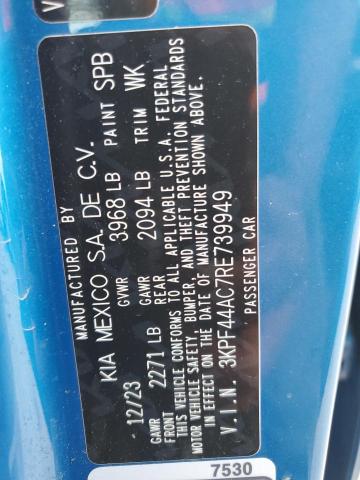 MANUFACTURED BY
KIA MEXICO S.A. DE C.V.
12/23 GVWR 3968 LB PAINT SPB
GAWR FRONT 2271 LB GAWR REAR 2094 LB TRIM WK
THIS VEHICLE CONFORMS TO ALL APPLICABLE U.S.A. FEDERAL
MOTOR VEHICLE SAFETY, BUMPER, AND THEFT PREVENTION STANDARDS
IN EFFECT ON THE DATE OF MANUFACTURE SHOWN ABOVE.
V.I.N. 3KPF44AC7RE739949
PASSENGER CAR
7530